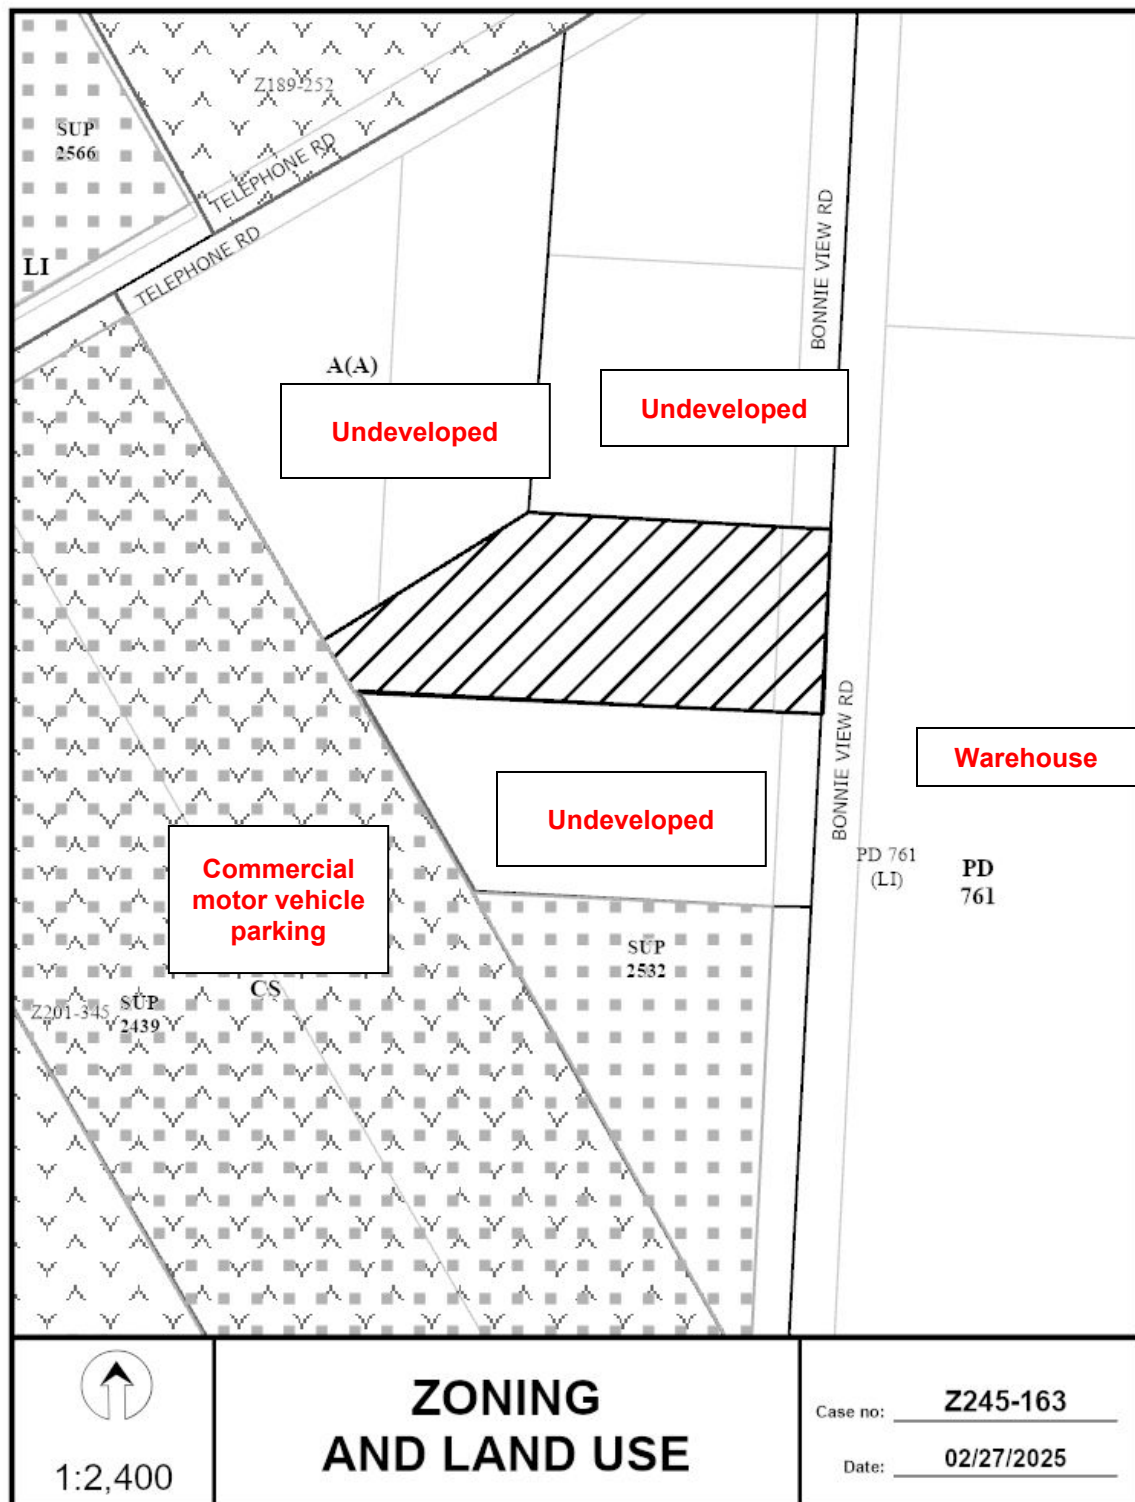 Z189-252
SUP
2566
TELEPHONE RD
TELEPHONE RD
LI
BONNIE VIEW RD
A(A)
Undeveloped
Undeveloped
BONNIE VIEW RD
Warehouse
Undeveloped
Commercial
motor vehicle
parking
PD 761
(LI)
PD
761
SUP
2532
CS
Z201-345
SUP
2439
1:2,400
ZONING
AND LAND USE
Case no: Z245-163
Date: 02/27/2025